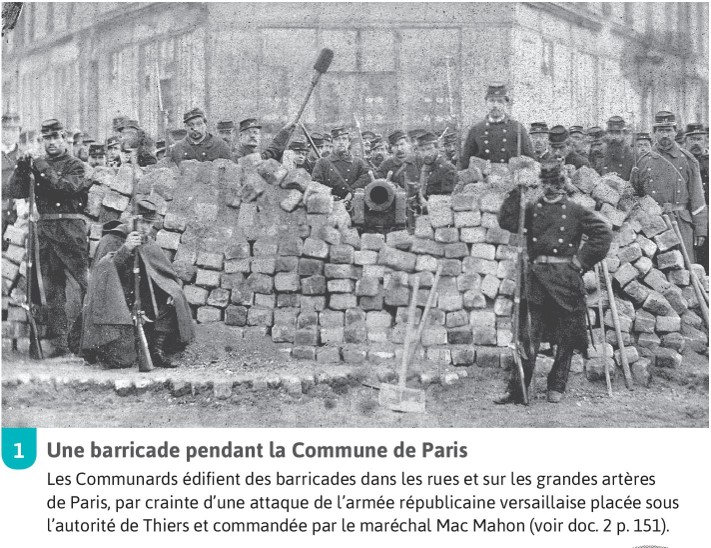 1 Une barricade pendant la Commune de Paris
Les Communards édifient des barricades dans les rues et sur les grandes artères
de Paris, par crainte d'une attaque de l'armée républicaine versaillaise placée sous
l'autorité de Thiers et commandée par le maréchal Mac Mahon (voir doc. 2 p. 151).